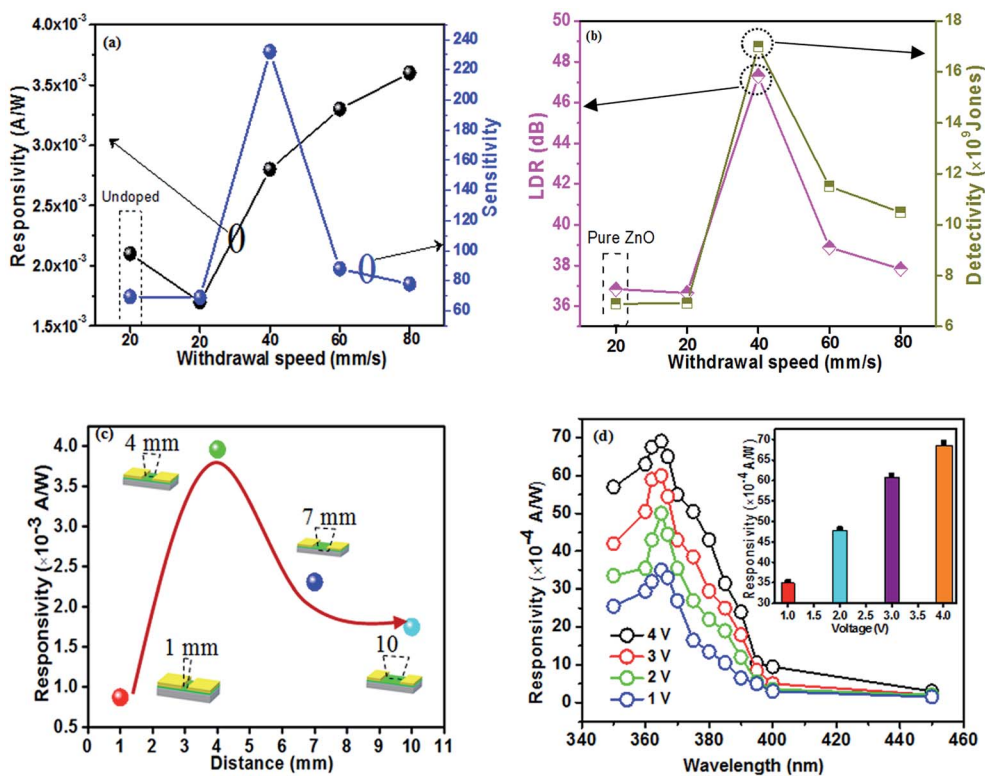 (a)
Responsivity (A/W)
4.0x10⁻³
3.5x10⁻³
3.0x10⁻³
2.5x10⁻³
2.0x10⁻³
1.5x10⁻³
Undoped
240
220
200
180
160
140
120
100
80
60
Sensitivity
20 20 40 60 80
Withdrawal speed (mm/s)
(b)
LDR (dB)
50
48
46
44
42
40
38
36
Pure ZnO
18
16
14
12
10
8
6
Detectivity (×10⁹ Jones)
20 20 40 60 80
Withdrawal speed (mm/s)
(c)
Responsivity (×10⁻³ A/W)
4.0
3.5
3.0
2.5
2.0
1.5
1.0
0.5
4 mm
7 mm
1 mm
10
0 1 2 3 4 5 6 7 8 9 10 11
Distance (mm)
(d)
Responsivity (×10⁻⁴ A/W)
70
60
50
40
30
20
10
0
4 V
3 V
2 V
1 V
340 360 380 400 420 440 460
Wavelength (nm)
Responsivity (×10⁻⁴ A/W)
70
65
60
55
50
45
40
35
30
1.0 1.5 2.0 2.5 3.0 3.5 4.0
Voltage (V)